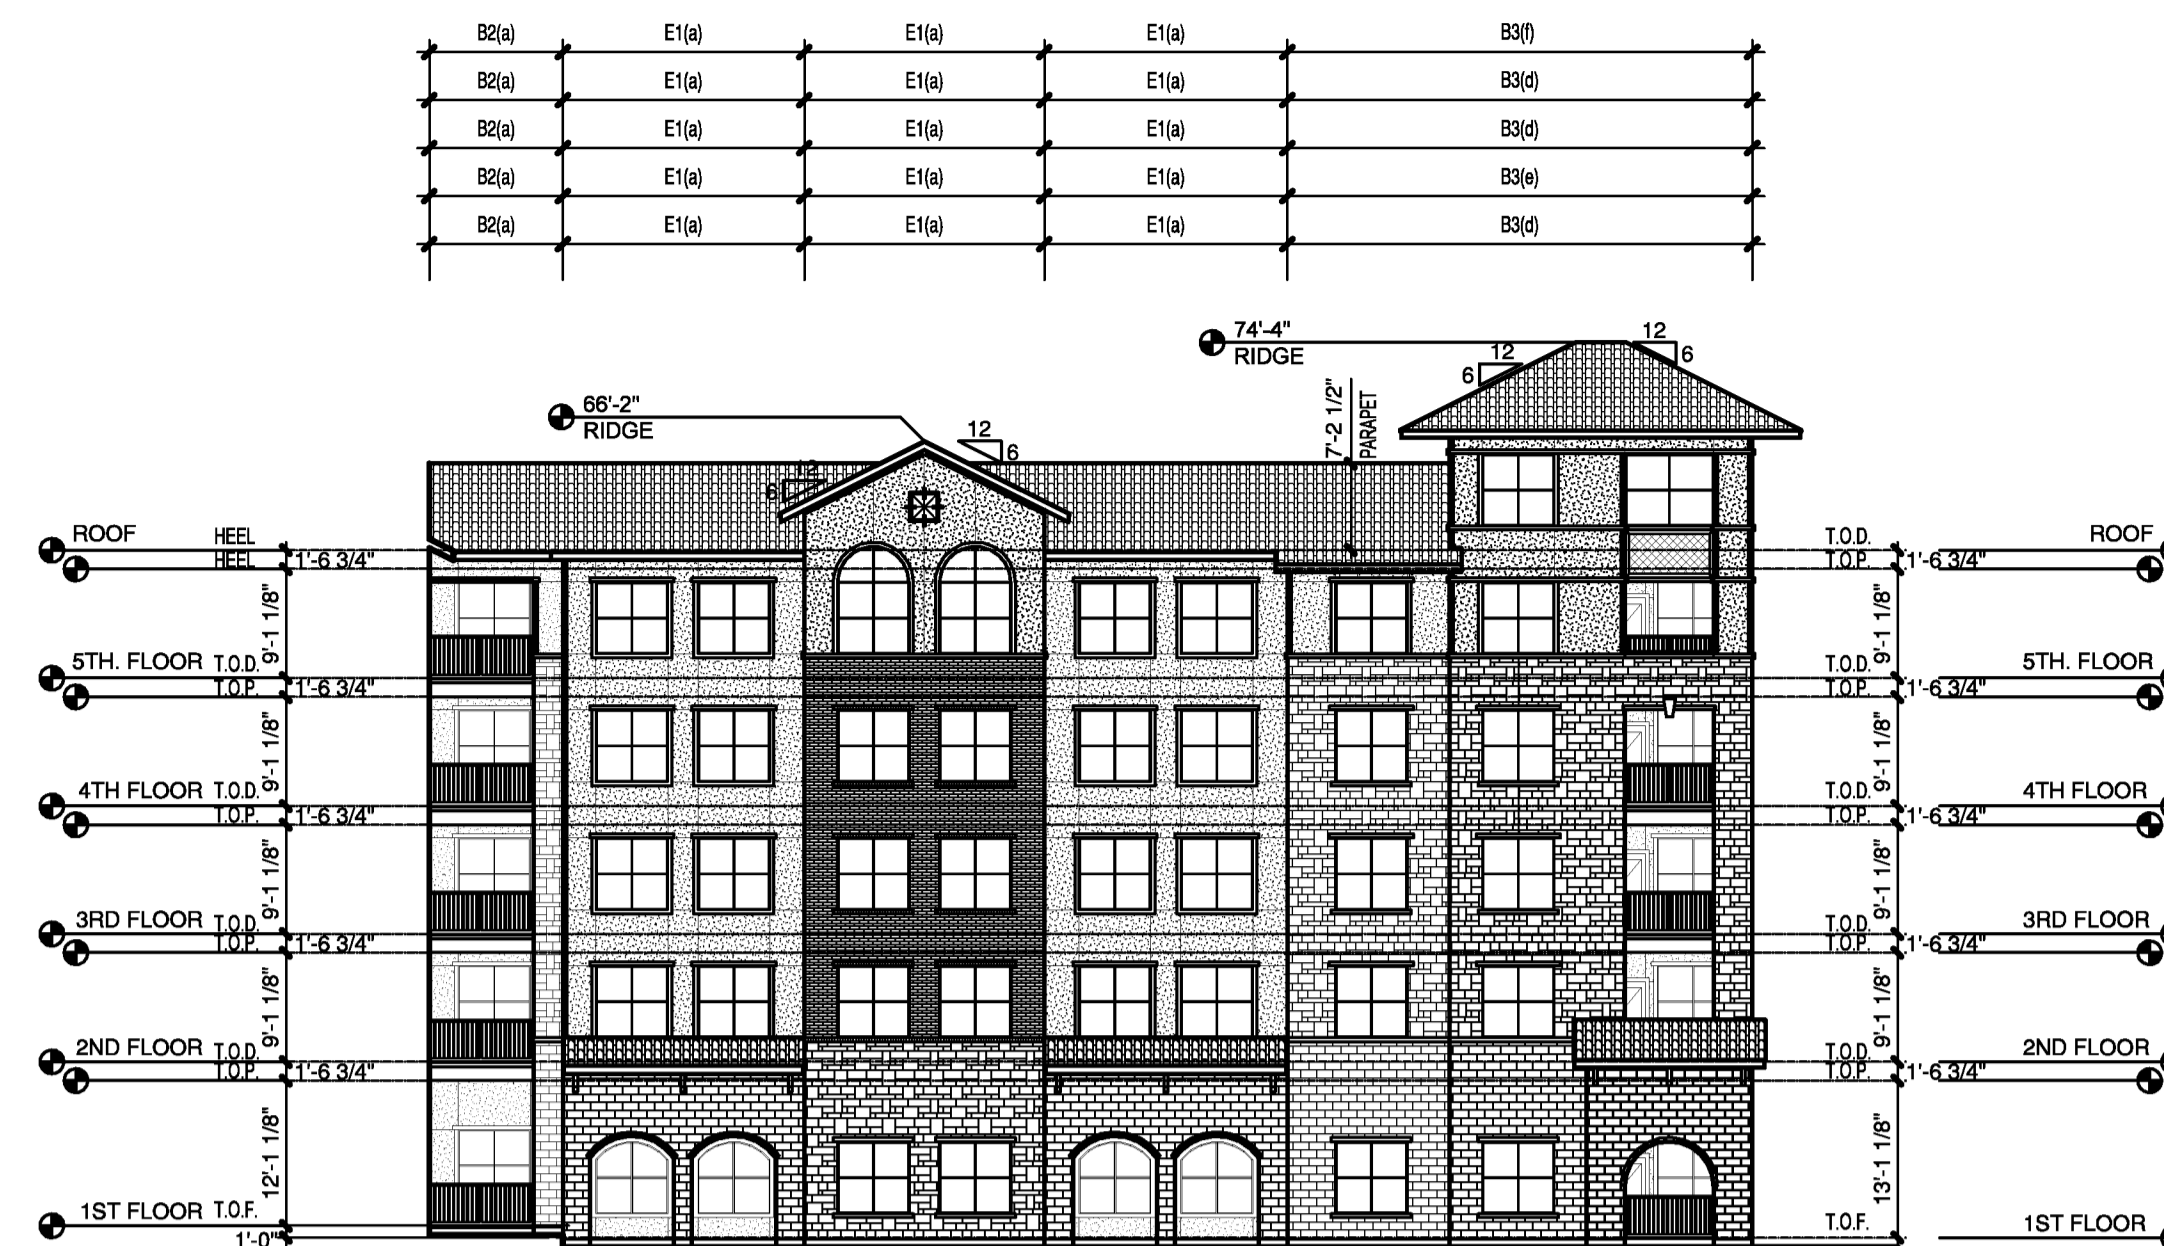 B2(a) E1(a) E1(a) E1(a) B3(f)
B2(a) E1(a) E1(a) E1(a) B3(d)
B2(a) E1(a) E1(a) E1(a) B3(d)
B2(a) E1(a) E1(a) E1(a) B3(e)
B2(a) E1(a) E1(a) E1(a) B3(d)
74'-4"
RIDGE
12
6
12
6
66'-2"
RIDGE
12
6
12
6
7'-2 1/2"
PARAPET
ROOF HEEL
HEEL 1'-6 3/4"
9'-1 1/8"
5TH. FLOOR T.O.D.
T.O.P. 1'-6 3/4"
9'-1 1/8"
4TH FLOOR T.O.D.
T.O.P. 1'-6 3/4"
9'-1 1/8"
3RD FLOOR T.O.D.
T.O.P. 1'-6 3/4"
9'-1 1/8"
2ND FLOOR T.O.D.
T.O.P. 1'-6 3/4"
12'-1 1/8"
1ST FLOOR T.O.F.
1'-0"
T.O.D. ROOF
T.O.P. 1'-6 3/4"
9'-1 1/8"
T.O.D. 5TH. FLOOR
T.O.P. 1'-6 3/4"
9'-1 1/8"
T.O.D. 4TH FLOOR
T.O.P. 1'-6 3/4"
9'-1 1/8"
T.O.D. 3RD FLOOR
T.O.P. 1'-6 3/4"
9'-1 1/8"
T.O.D. 2ND FLOOR
T.O.P. 1'-6 3/4"
13'-1 1/8"
T.O.F. 1ST FLOOR